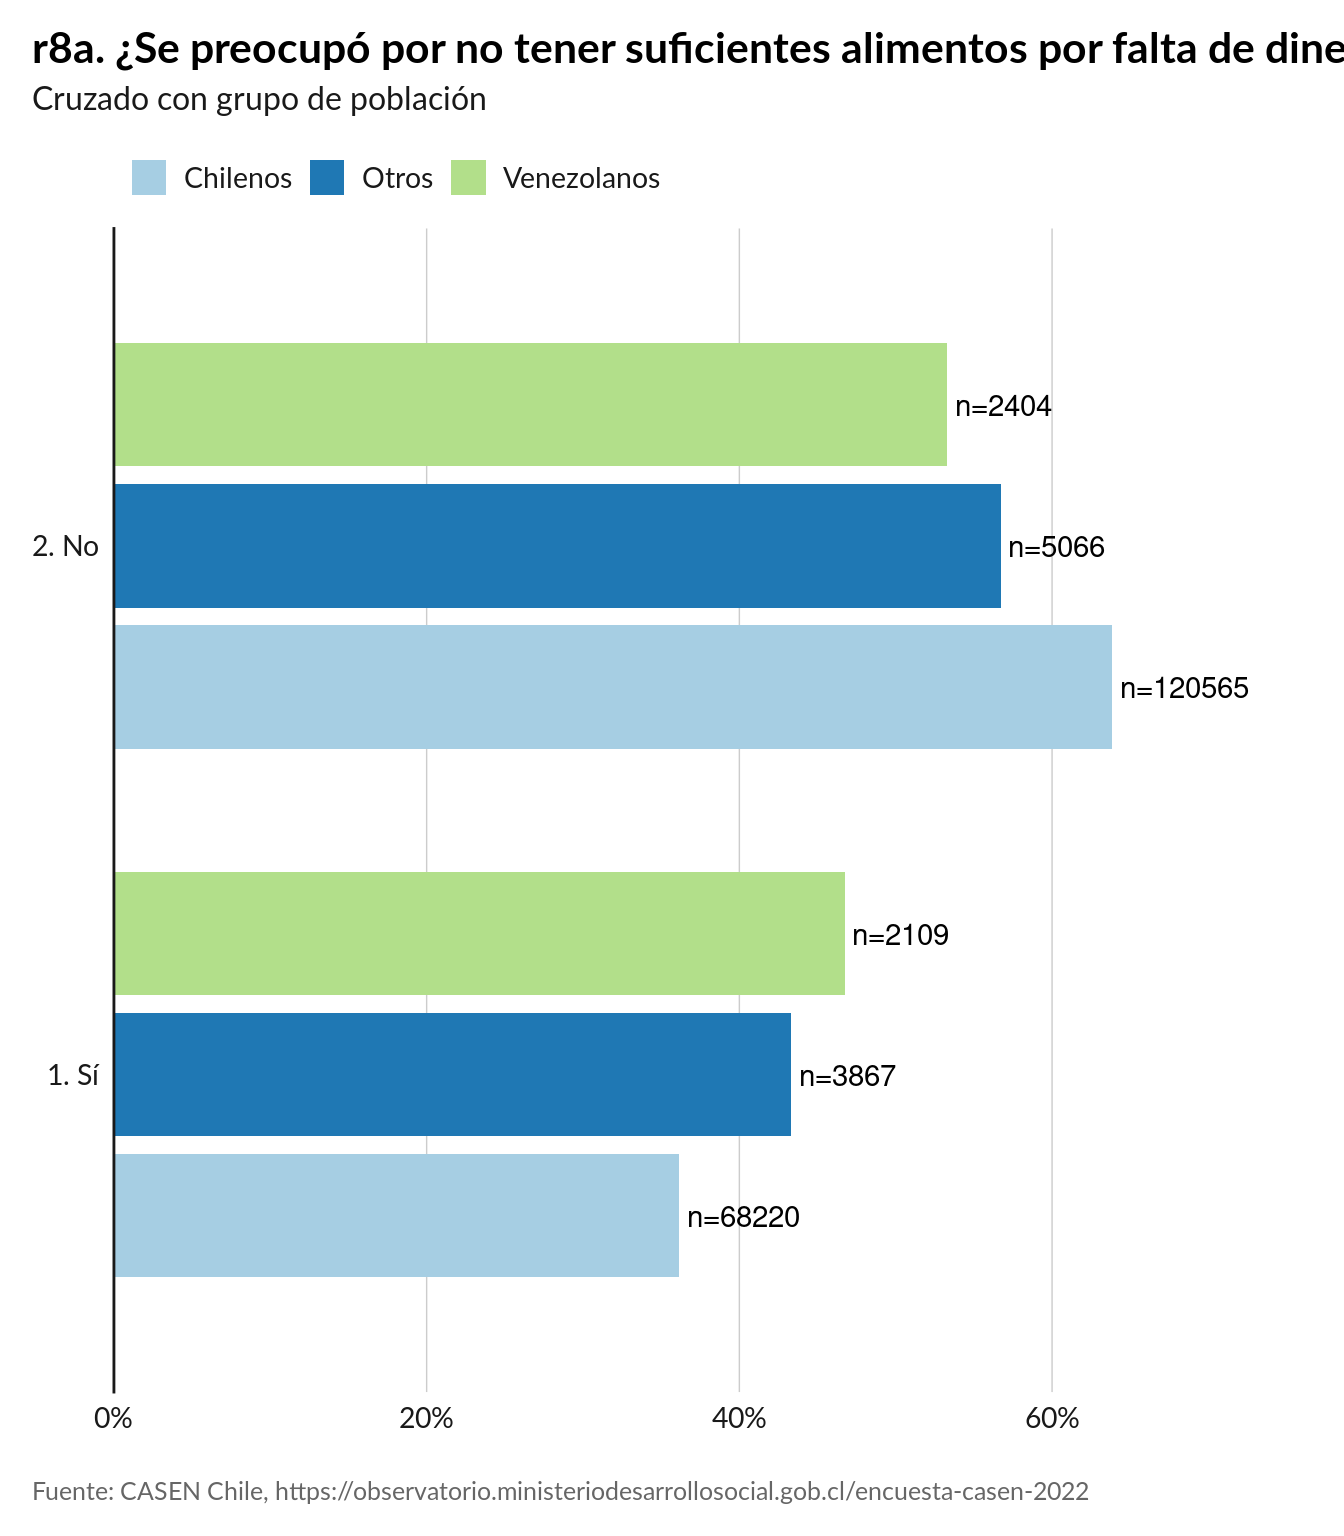 r8a. ¿Se preocupó por no tener suficientes alimentos por falta de dine
Cruzado con grupo de población
Chilenos Otros Venezolanos
n=2404
2. No n=5066
n=120565
n=2109
1. Sí n=3867
n=68220
0% 20% 40% 60%
Fuente: CASEN Chile, https://observatorio.ministeriodesarrollosocial.gob.cl/encuesta-casen-2022